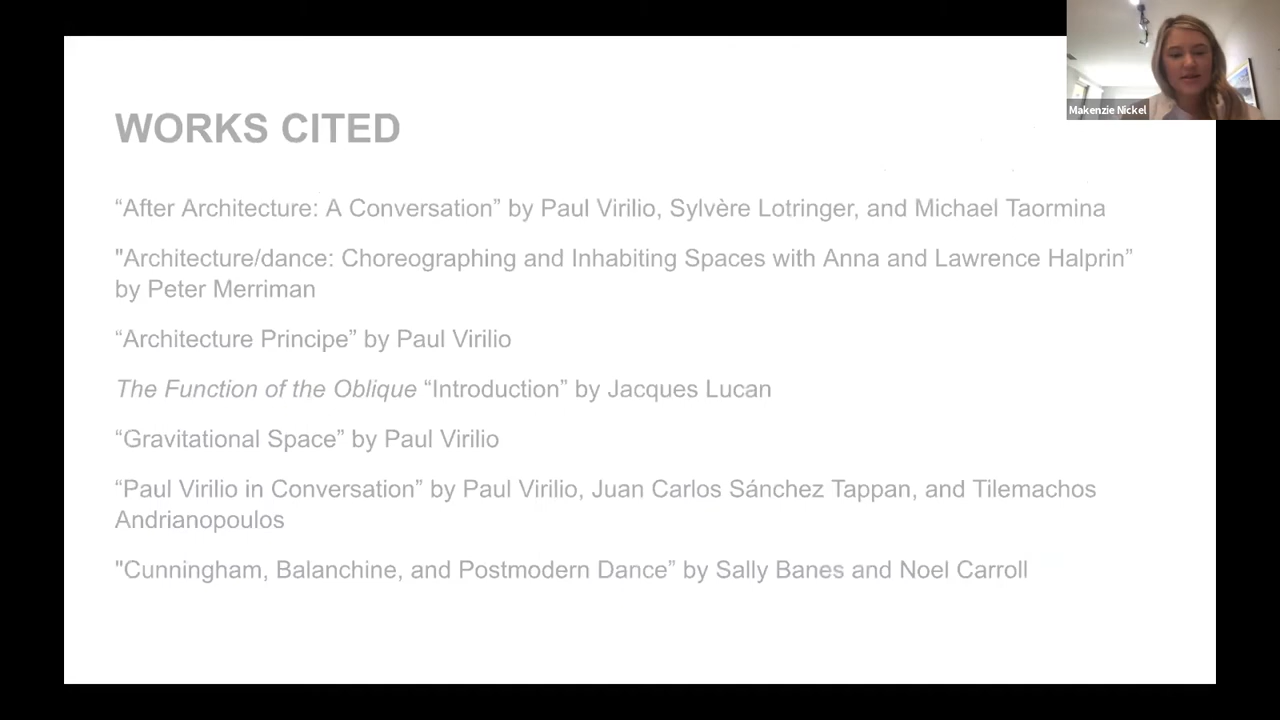 Makenzie Nickel
WORKS CITED
“After Architecture: A Conversation” by Paul Virilio, Sylvère Lotringer, and Michael Taormina
"Architecture/dance: Choreographing and Inhabiting Spaces with Anna and Lawrence Halprin”
by Peter Merriman
“Architecture Principe” by Paul Virilio
The Function of the Oblique “Introduction” by Jacques Lucan
“Gravitational Space” by Paul Virilio
“Paul Virilio in Conversation” by Paul Virilio, Juan Carlos Sánchez Tappan, and Tilemachos
Andrianopoulos
"Cunningham, Balanchine, and Postmodern Dance” by Sally Banes and Noel Carroll